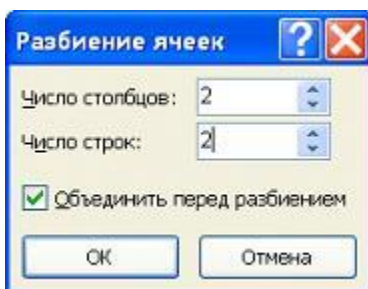 Разбиение ячеек
Число столбцов: 2
Число строк: 2
Объединить перед разбиением
ОК Отмена